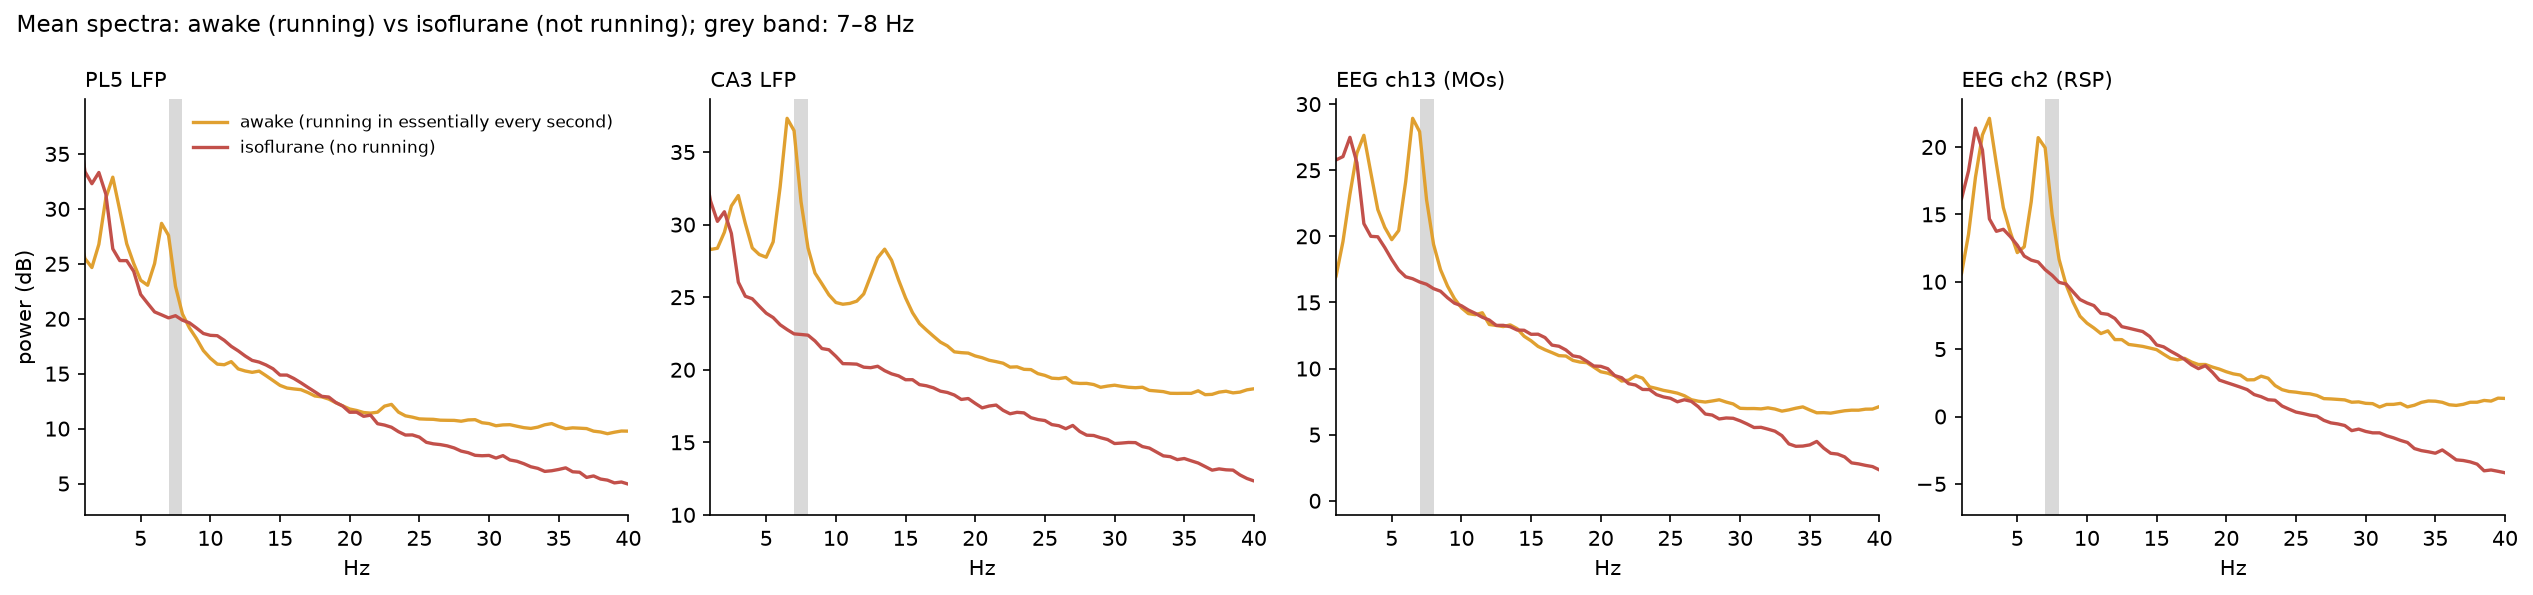 Mean spectra: awake (running) vs isoflurane (not running); grey band: 7–8 Hz
PL5 LFP
power (dB)
35
30
25
20
15
10
5
awake (running in essentially every second)
isoflurane (no running)
5 10 15 20 25 30 35 40
Hz
CA3 LFP
35
30
25
20
15
10
5 10 15 20 25 30 35 40
Hz
EEG ch13 (MOs)
30
25
20
15
10
5
0
5 10 15 20 25 30 35 40
Hz
EEG ch2 (RSP)
20
15
10
5
0
−5
5 10 15 20 25 30 35 40
Hz